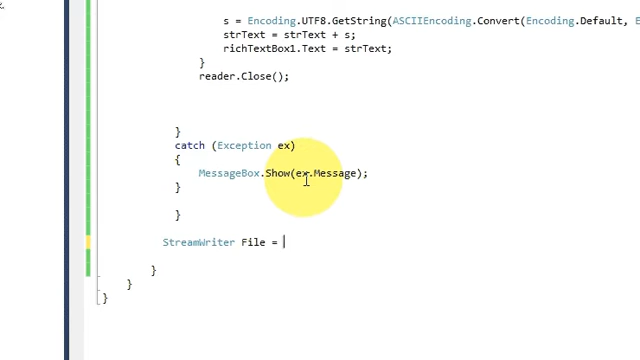 s = Encoding.UTF8.GetString(ASCIIEncoding.Convert(Encoding.Default,
strText = strText + s;
richTextBox1.Text = strText;
}
reader.Close();
}
catch (Exception ex)
{
MessageBox.Show(ex.Message);
}
}
StreamWriter File =
}
}
}